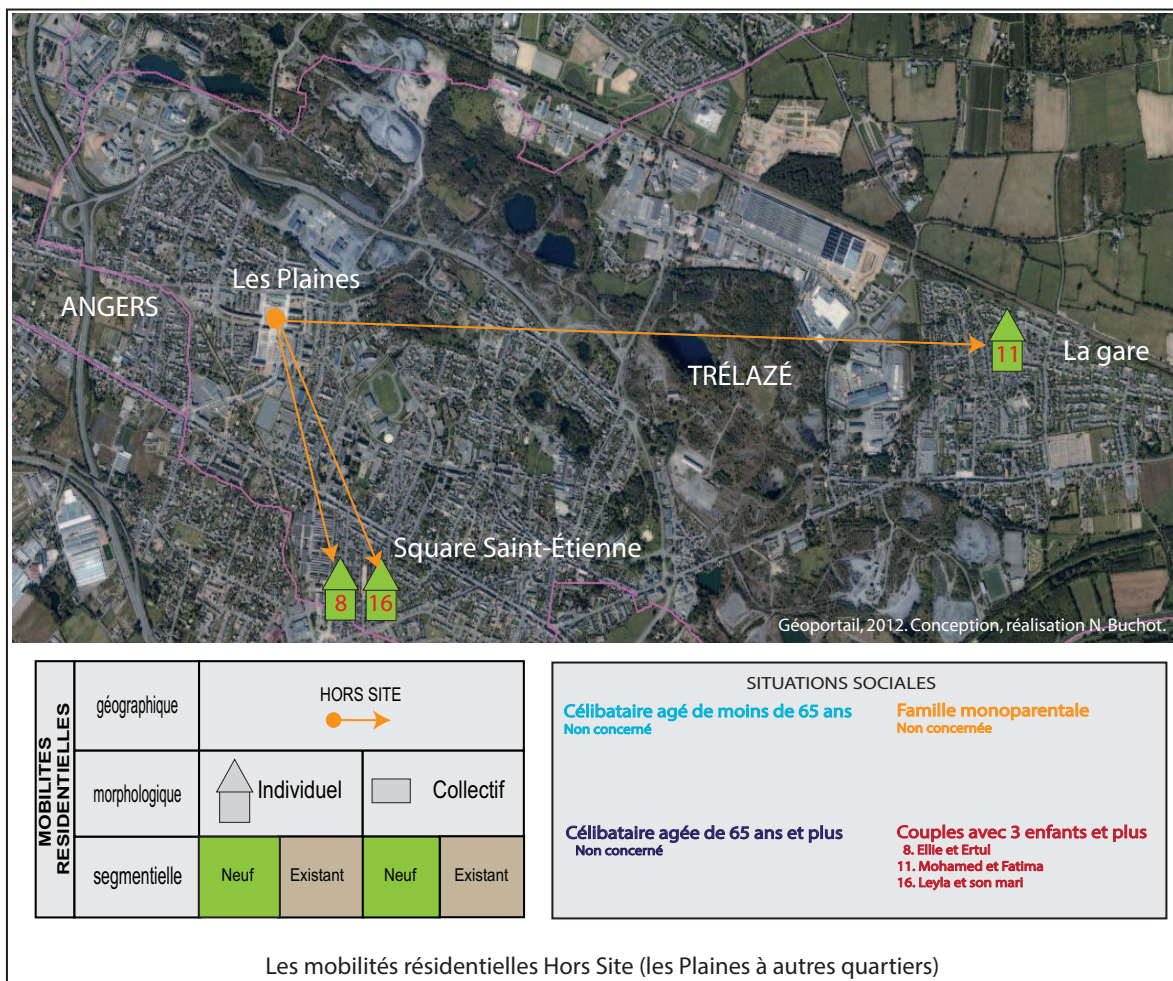 Les Plaines
ANGERS
La gare
11
TRÉLAZÉ
Square Saint-Étienne
8
16
Géoportail, 2012. Conception, réalisation N. Buchot.
MOBILITES
RESIDENTIELLES
géographique
HORS SITE
morphologique
Individuel
Collectif
segmentielle
Neuf
Existant
Neuf
Existant
SITUATIONS SOCIALES
Célibataire agé de moins de 65 ans
Non concerné
Famille monoparentale
Non concernée
Célibataire agée de 65 ans et plus
Non concerné
Couples avec 3 enfants et plus
8. Ellie et Ertul
11. Mohamed et Fatima
16. Leyla et son mari
Les mobilités résidentielles Hors Site (les Plaines à autres quartiers)